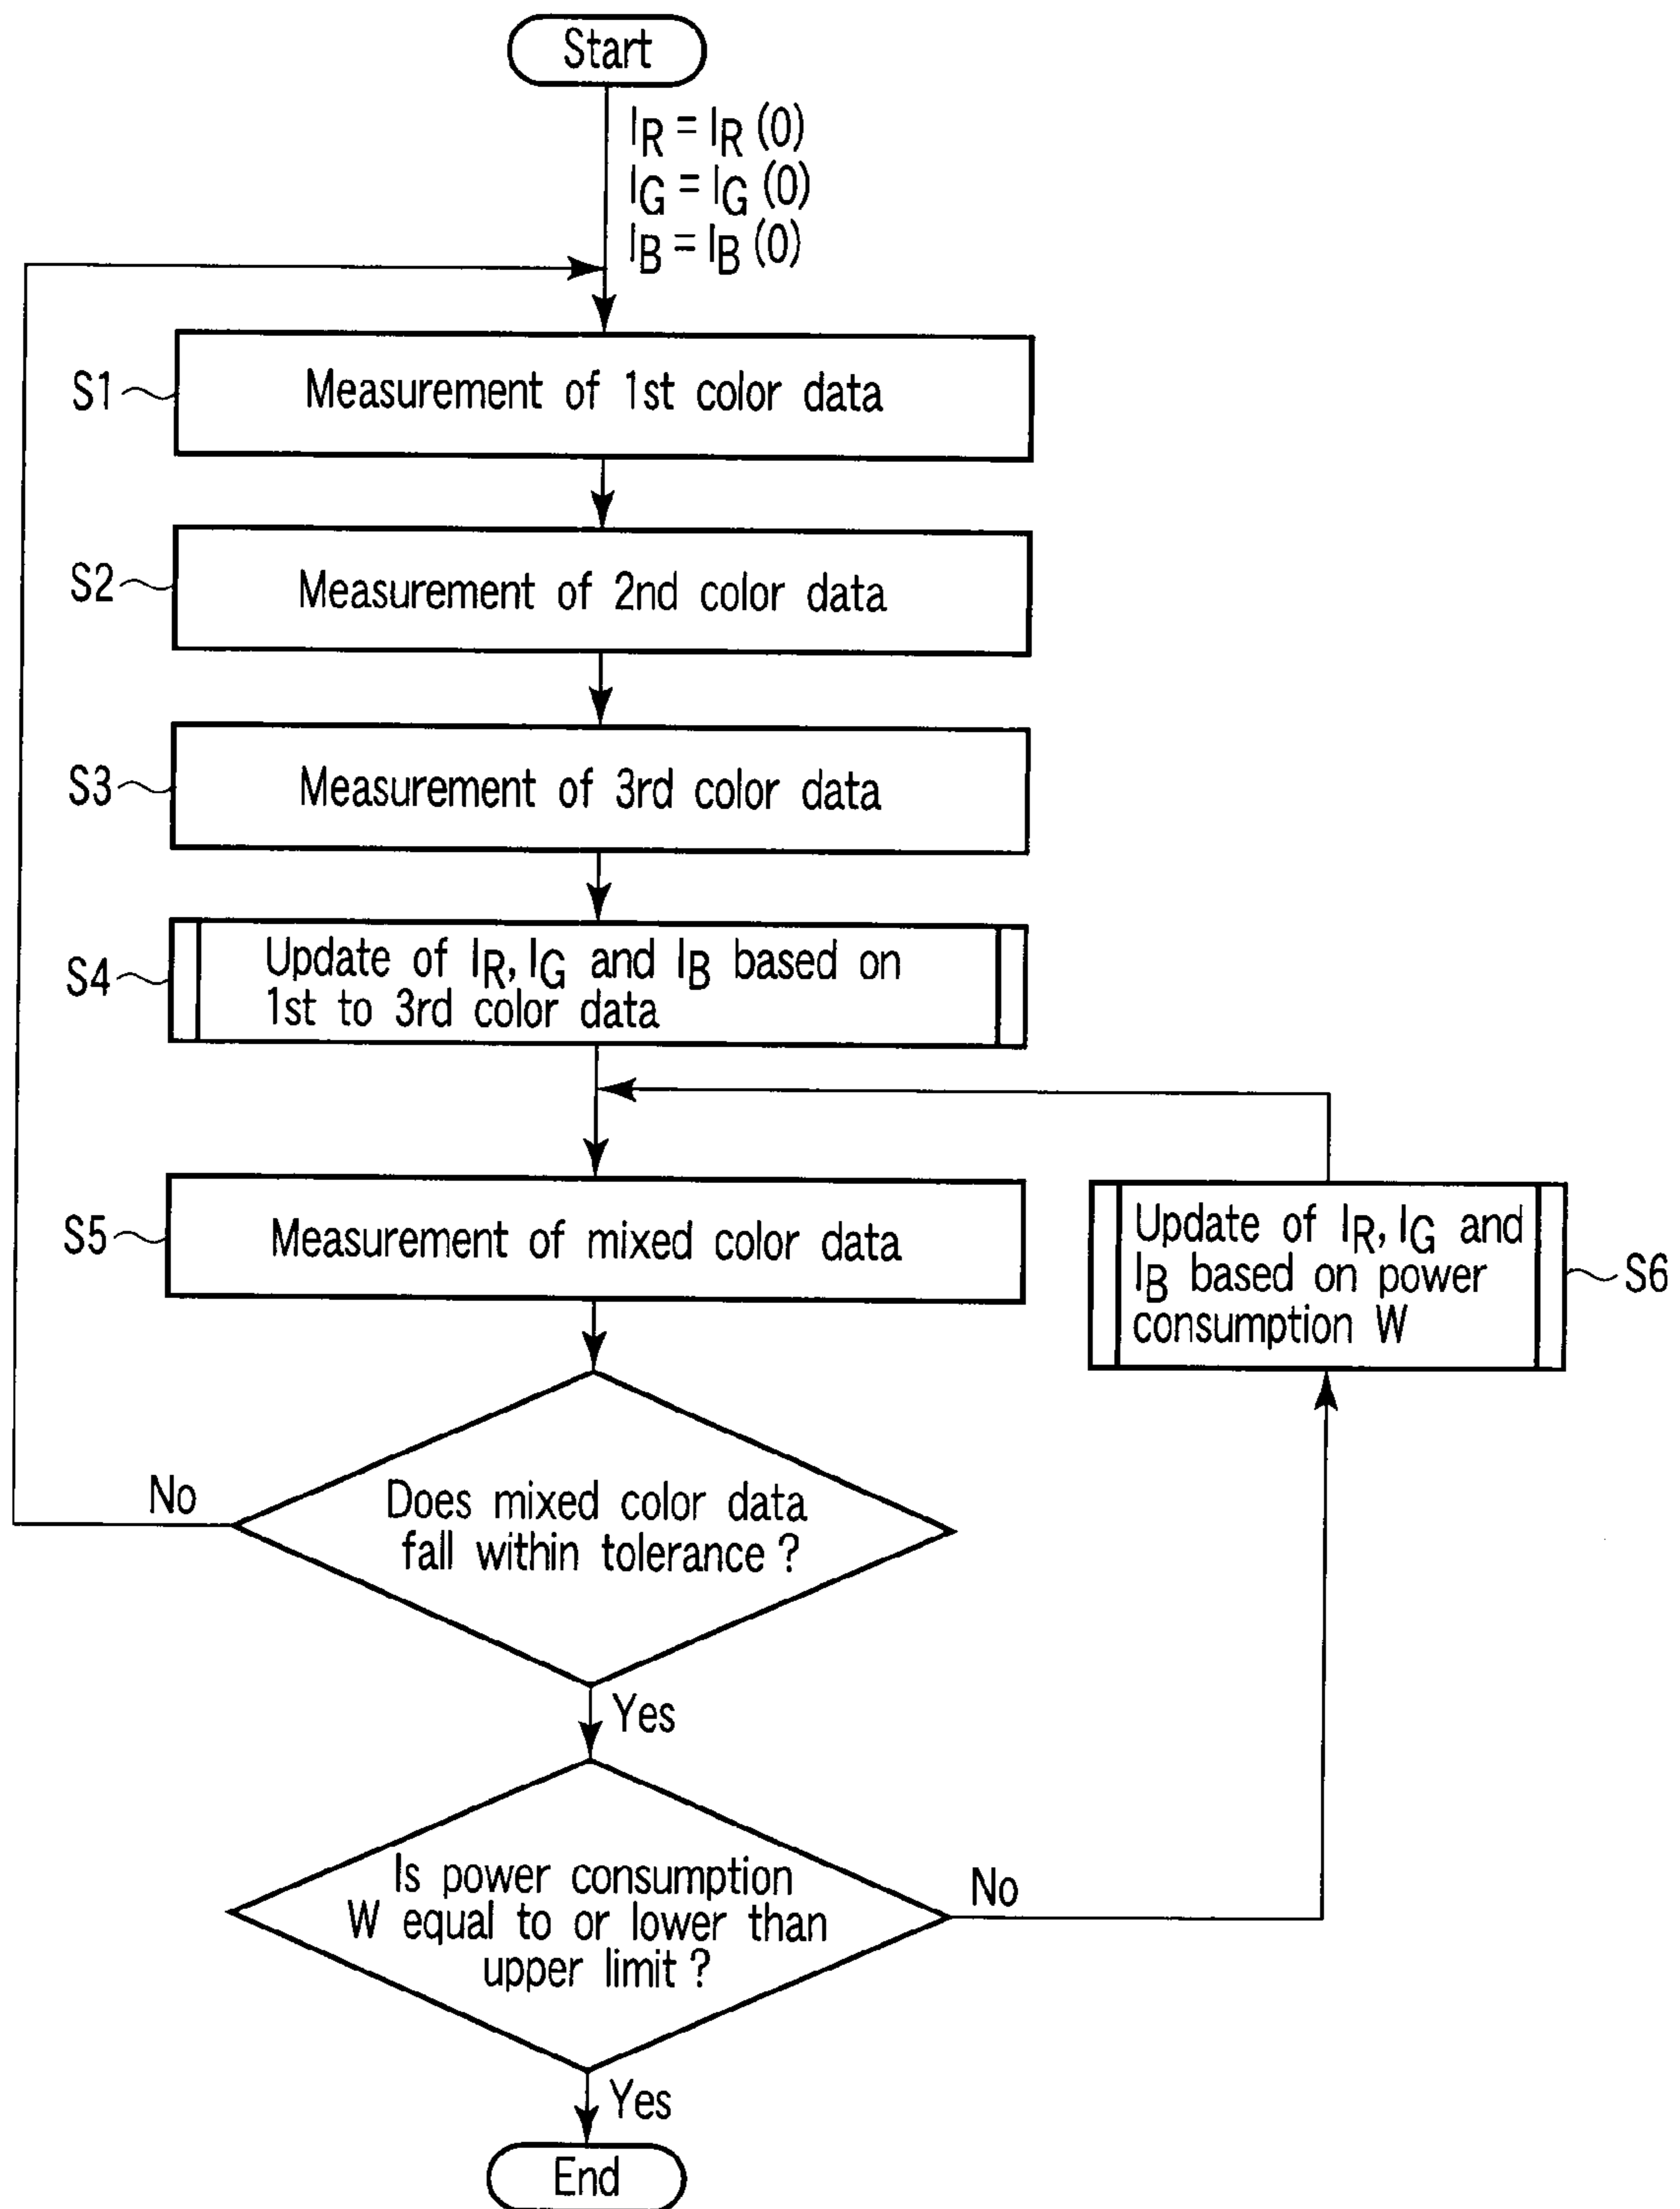 Start
IR = IR (0)
IG = IG (0)
IB = IB (0)
S1
Measurement of 1st color data
S2
Measurement of 2nd color data
S3
Measurement of 3rd color data
S4
Update of IR, IG and IB based on
1st to 3rd color data
S5
Measurement of mixed color data
Update of IR, IG and
IB based on power
consumption W
S6
No
Does mixed color data
fall within tolerance ?
Yes
Is power consumption
W equal to or lower than
upper limit ?
No
Yes
End